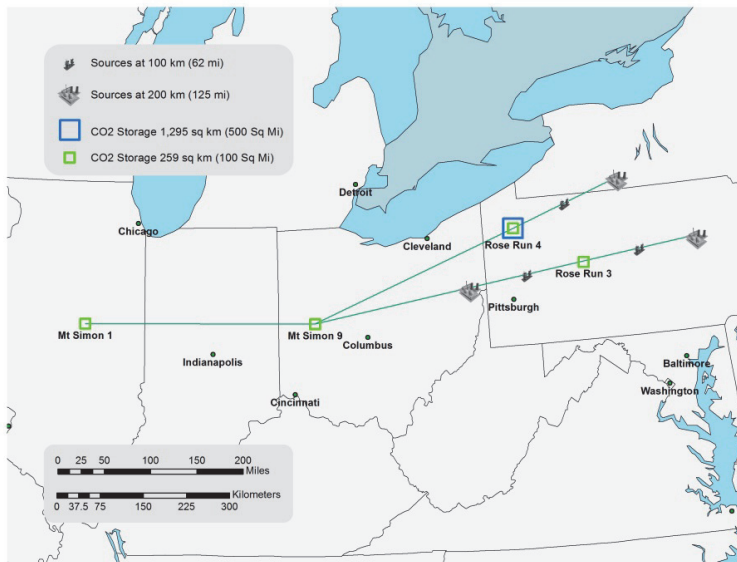 Sources at 100 km (62 mi)
Sources at 200 km (125 mi)
CO2 Storage 1,295 sq km (500 Sq Mi)
CO2 Storage 259 sq km (100 Sq Mi)
Detroit
Chicago
Cleveland
Rose Run 4
Rose Run 3
Pittsburgh
Mt Simon 1
Mt Simon 9
Columbus
Indianapolis
Baltimore
Washington
Cincinnati
0 25 50 100 150 200
Miles
Kilometers
0 37.5 75 150 225 300